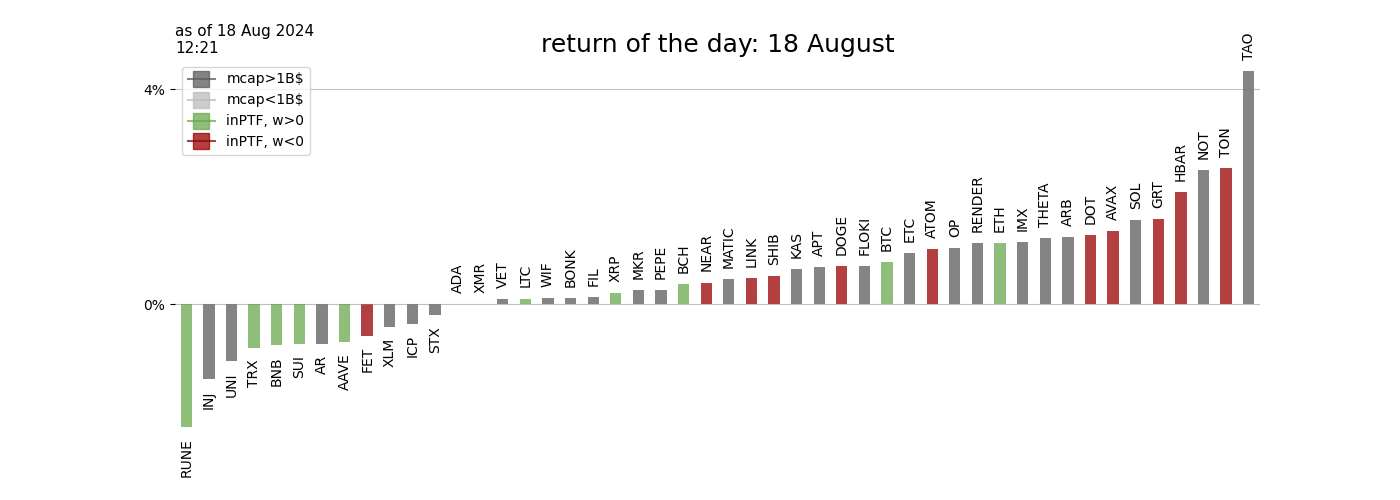 as of 18 Aug 2024
12:21
return of the day: 18 August
mcap>1B$
mcap<1B$
inPTF, w>0
inPTF, w<0
4%
0%
RUNE
INJ
UNI
TRX
BNB
SUI
AR
AAVE
FET
XLM
ICP
STX
ADA
XMR
VET
LTC
WIF
BONK
FIL
XRP
MKR
PEPE
BCH
NEAR
MATIC
LINK
SHIB
KAS
APT
DOGE
FLOKI
BTC
ETC
ATOM
OP
RENDER
ETH
IMX
THETA
ARB
DOT
AVAX
SOL
GRT
HBAR
NOT
TON
TAO